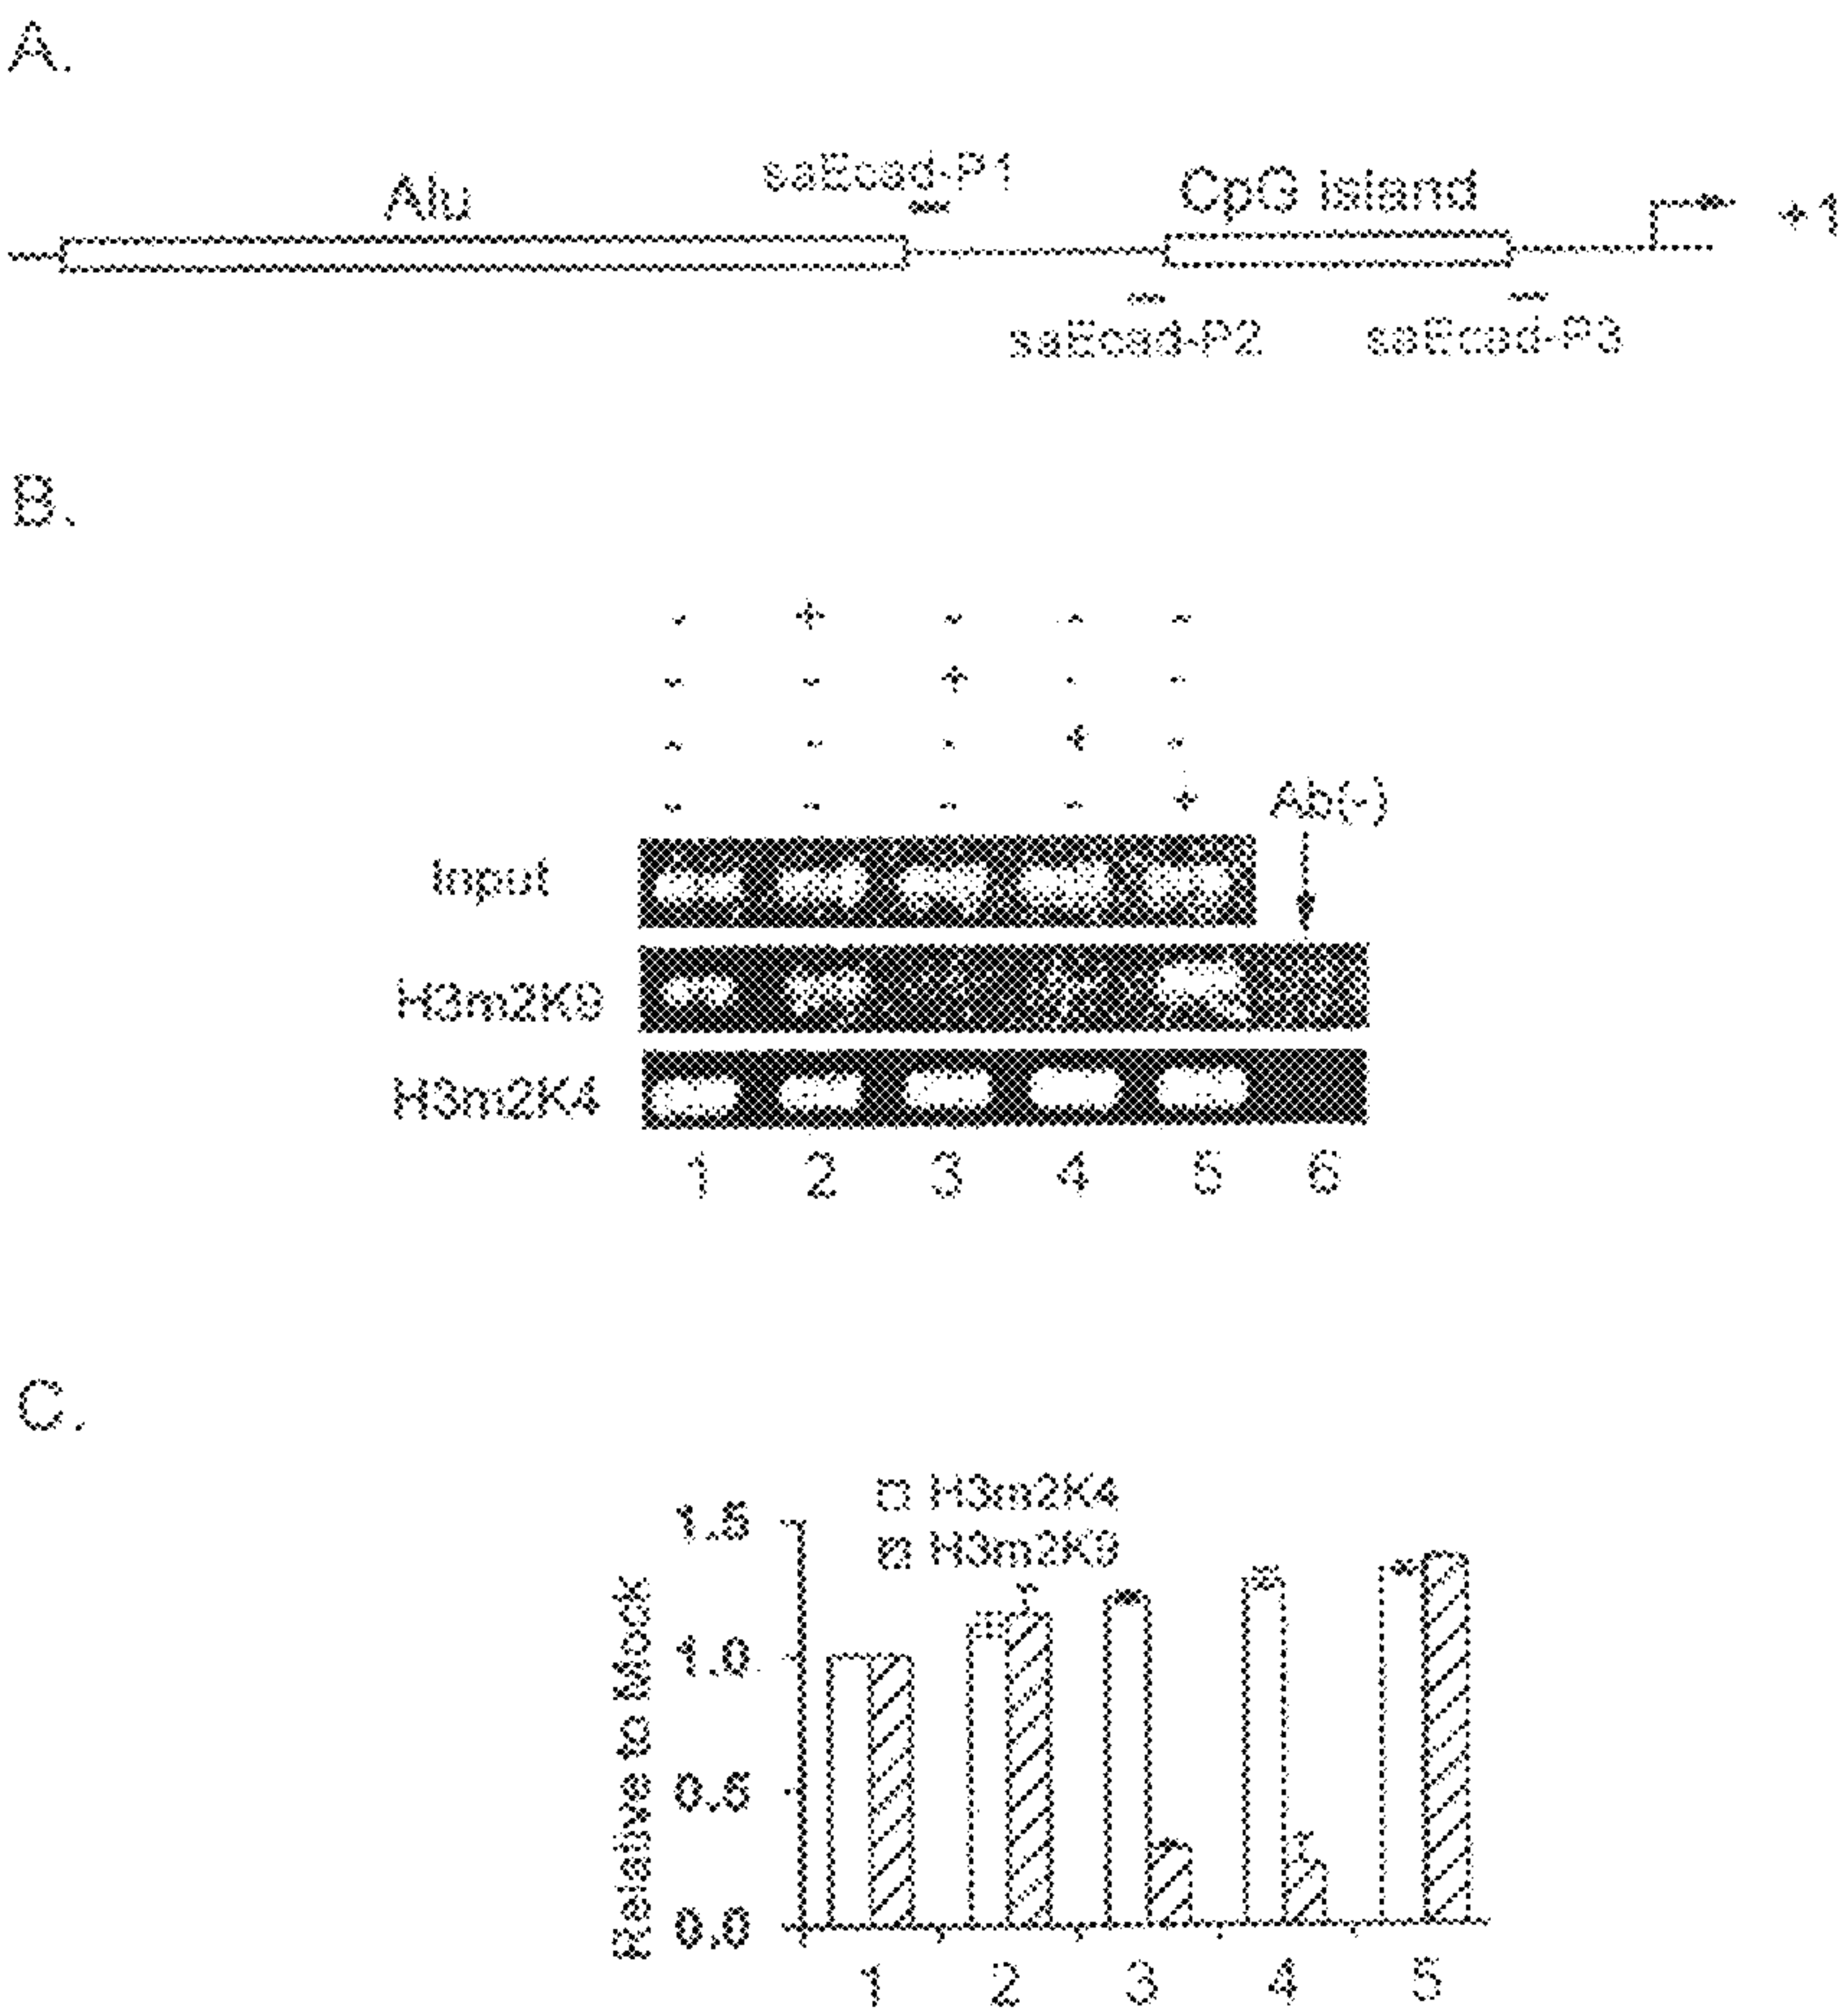 A.
Alu
saEcad-P1
CpG island
+1
saEcad-P2
saEcad-P3
B.
- + - - -
- - + - -
- - - + -
- - - - +
Ab(-)
Input
H3m2K9
H3m2K4
1 2 3 4 5 6
C.
H3m2K4
H3m2K9
Relative to Mock
1.5
1.0
0.5
0.0
1 2 3 4 5